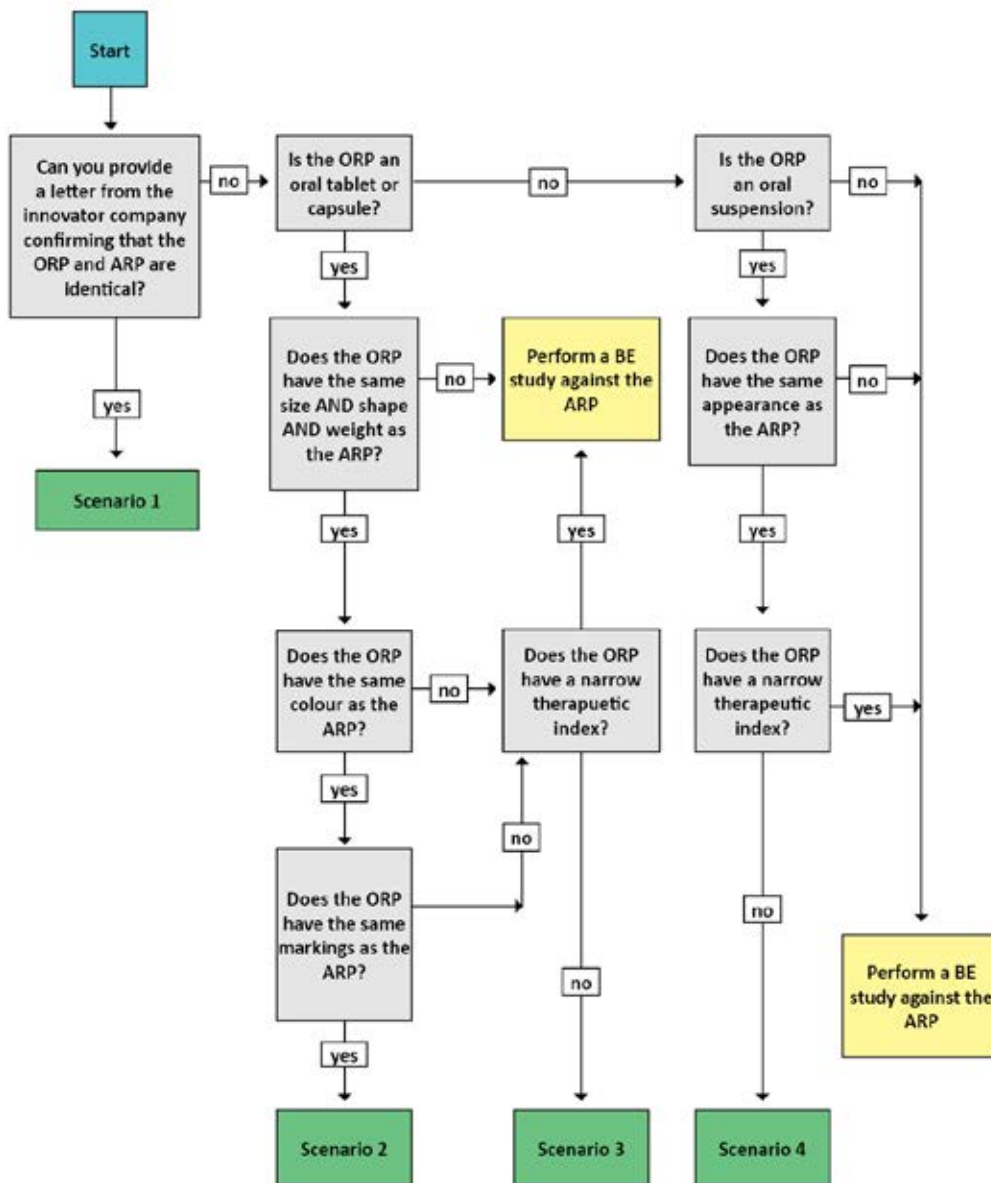 Start
Can you provide
a letter from the
innovator company
confirming that the
ORP and ARP are
identical?
no
Is the ORP an
oral tablet or
capsule?
no
Is the ORP
an oral
suspension?
no
yes
yes
yes
Does the ORP
have the same
size AND shape
AND weight as
the ARP?
no
Perform a BE
study against the
ARP
Does the ORP
have the same
appearance as
the ARP?
no
Scenario 1
yes
yes
yes
Does the ORP
have the same
colour as the
ARP?
no
Does the ORP
have a narrow
therapuetic
index?
Does the ORP
have a narrow
therapeutic
index?
yes
yes
no
Does the ORP
have the same
markings as the
ARP?
no
no
Perform a BE
study against the
ARP
yes
Scenario 2
Scenario 3
Scenario 4